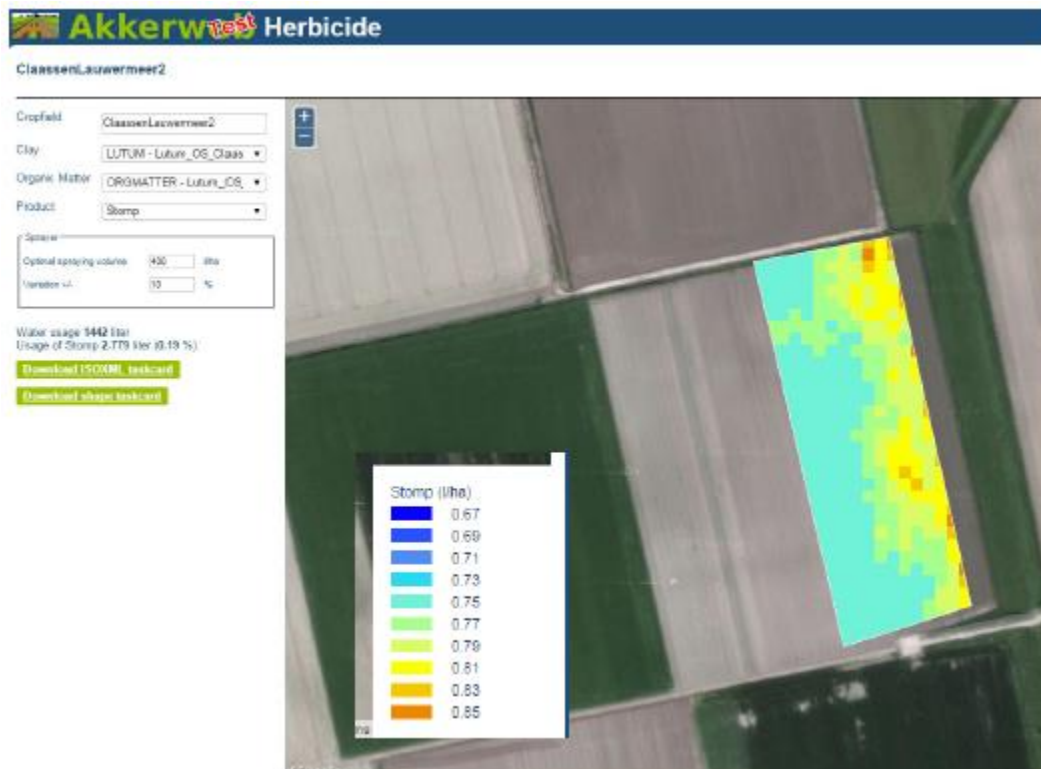 Akkerweb Test Herbicide
ClaassenLauwermeer2
Cropfield ClaassenLauwermeer2
Clay LUTUM - Lutum_OS_Claas
Organic Matter ORGMATTER - Lutum_OS_
Product Stomp
Sprayer
Optimal spraying volume 400 l/ha
Variation +/- 10 %
Water usage 1442 liter
Usage of Stomp 2.779 liter (0.19 %)
Download ISOXML taskcard
Download shape taskcard
Stomp (l/ha)
0.67
0.69
0.71
0.73
0.75
0.77
0.79
0.81
0.83
0.85